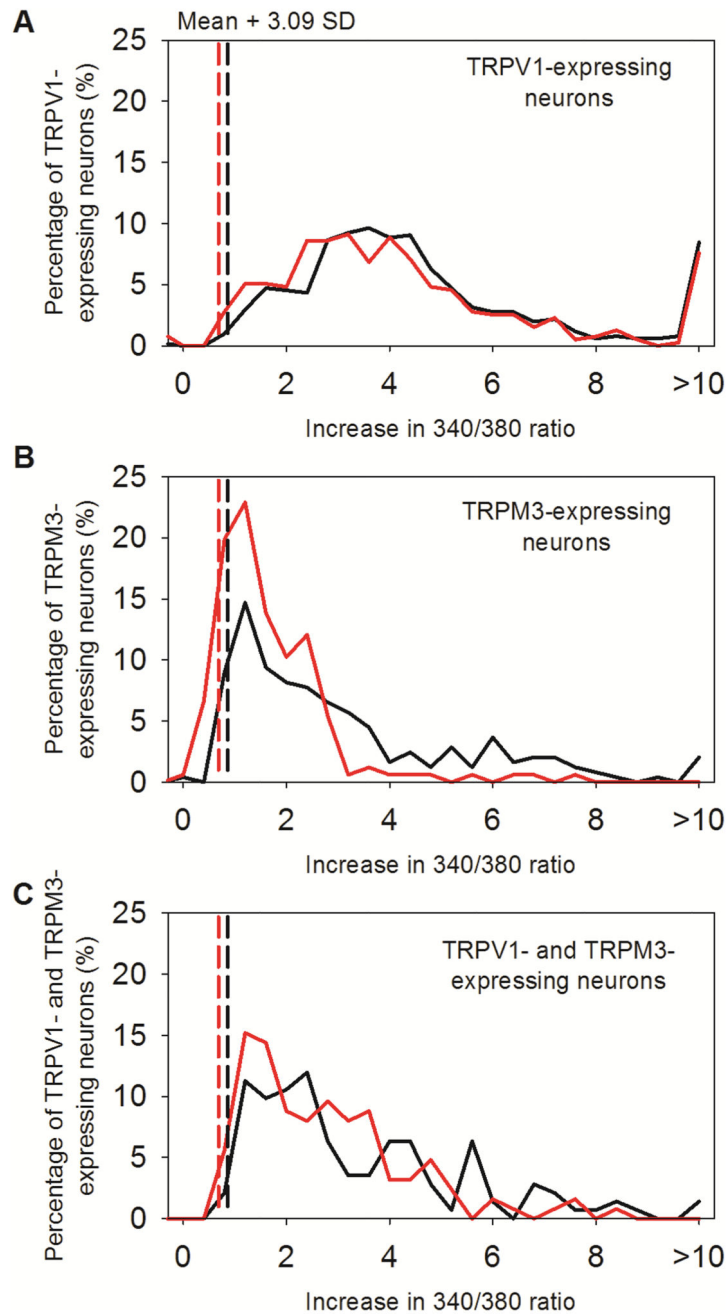 A
Mean + 3.09 SD
Percentage of TRPV1-
expressing neurons (%)
25
20
15
10
5
0
TRPV1-expressing
neurons
0 2 4 6 8 >10
Increase in 340/380 ratio
B
Percentage of TRPM3-
expressing neurons (%)
25
20
15
10
5
0
TRPM3-expressing
neurons
0 2 4 6 8 >10
Increase in 340/380 ratio
C
Percentage of TRPV1- and TRPM3-
expressing neurons (%)
25
20
15
10
5
0
TRPV1- and TRPM3-
expressing neurons
0 2 4 6 8 >10
Increase in 340/380 ratio